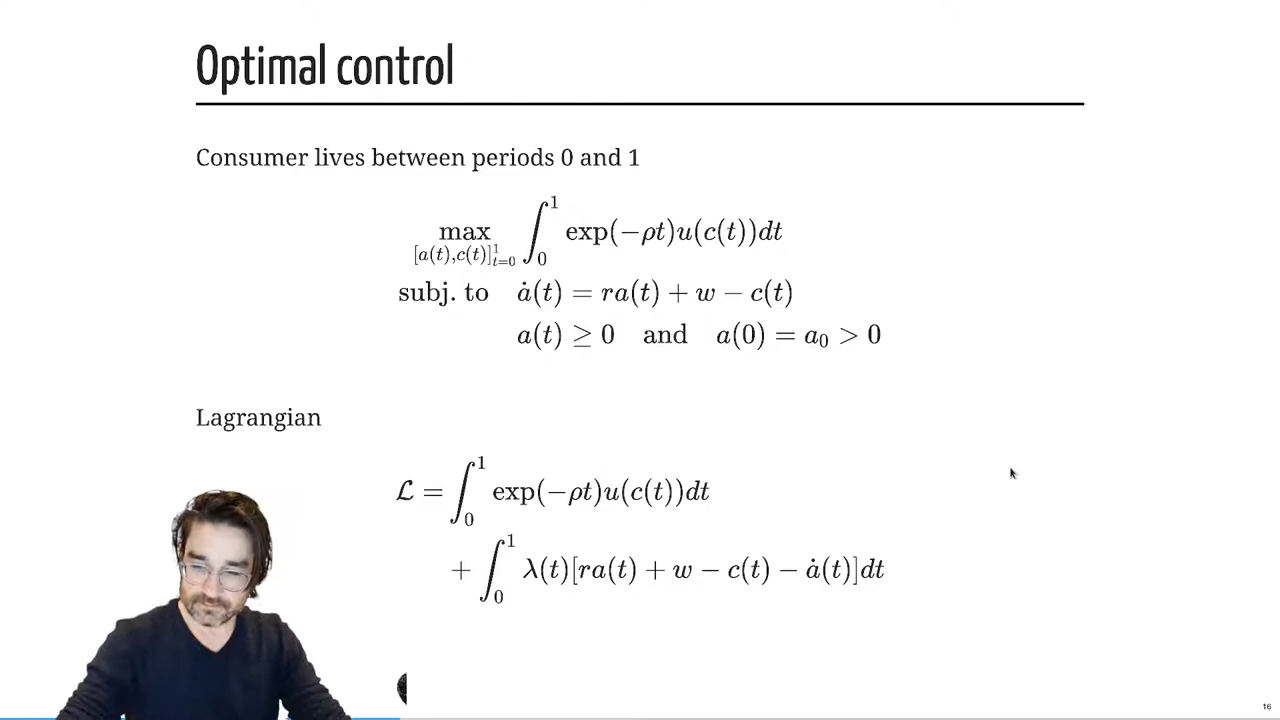 Optimal control
Consumer lives between periods 0 and 1
max_{[a(t),c(t)]_{t=0}^{1}} ∫_0^1 exp(−ρt)u(c(t))dt
subj. to ȧ(t) = ra(t) + w − c(t)
a(t) ≥ 0 and a(0) = a_0 > 0
Lagrangian
ℒ = ∫_0^1 exp(−ρt)u(c(t))dt
+ ∫_0^1 λ(t)[ra(t) + w − c(t) − ȧ(t)]dt
16